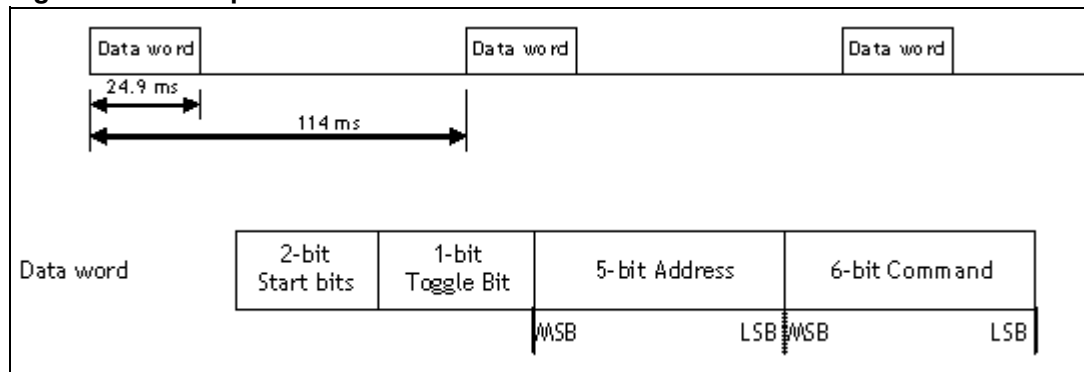 Data word Data word Data word
24.9 ms
114 ms
Data word
2-bit
Start bits
1-bit
Toggle Bit
5-bit Address
6-bit Command
MSB LSB MSB LSB